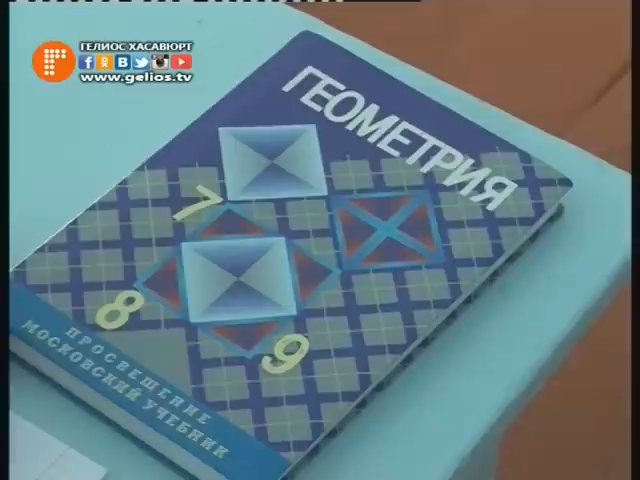 ГЕЛИОС ХАСАВЮРТ
www.gelios.tv
ГЕОМЕТРИЯ
7
8
9
ПРОСВЕЩЕНИЕ
МОСКОВСКИЙ УЧЕБНИК